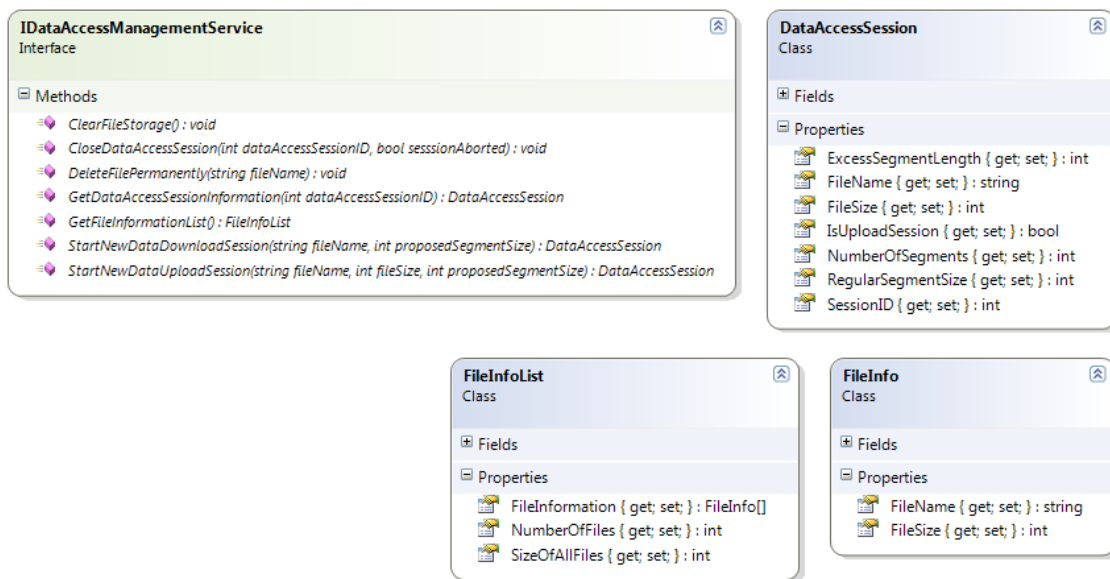 IDataAccessManagementService
Interface
Methods
ClearFileStorage() : void
CloseDataAccessSession(int dataAccessSessionID, bool sesssionAborted) : void
DeleteFilePermanently(string fileName) : void
GetDataAccessSessionInformation(int dataAccessSessionID) : DataAccessSession
GetFileInformationList() : FileInfoList
StartNewDataDownloadSession(string fileName, int proposedSegmentSize) : DataAccessSession
StartNewDataUploadSession(string fileName, int fileSize, int proposedSegmentSize) : DataAccessSession
DataAccessSession
Class
Fields
Properties
ExcessSegmentLength { get; set; } : int
FileName { get; set; } : string
FileSize { get; set; } : int
IsUploadSession { get; set; } : bool
NumberOfSegments { get; set; } : int
RegularSegmentSize { get; set; } : int
SessionID { get; set; } : int
FileInfoList
Class
Fields
Properties
FileInformation { get; set; } : FileInfo[]
NumberOfFiles { get; set; } : int
SizeOfAllFiles { get; set; } : int
FileInfo
Class
Fields
Properties
FileName { get; set; } : string
FileSize { get; set; } : int